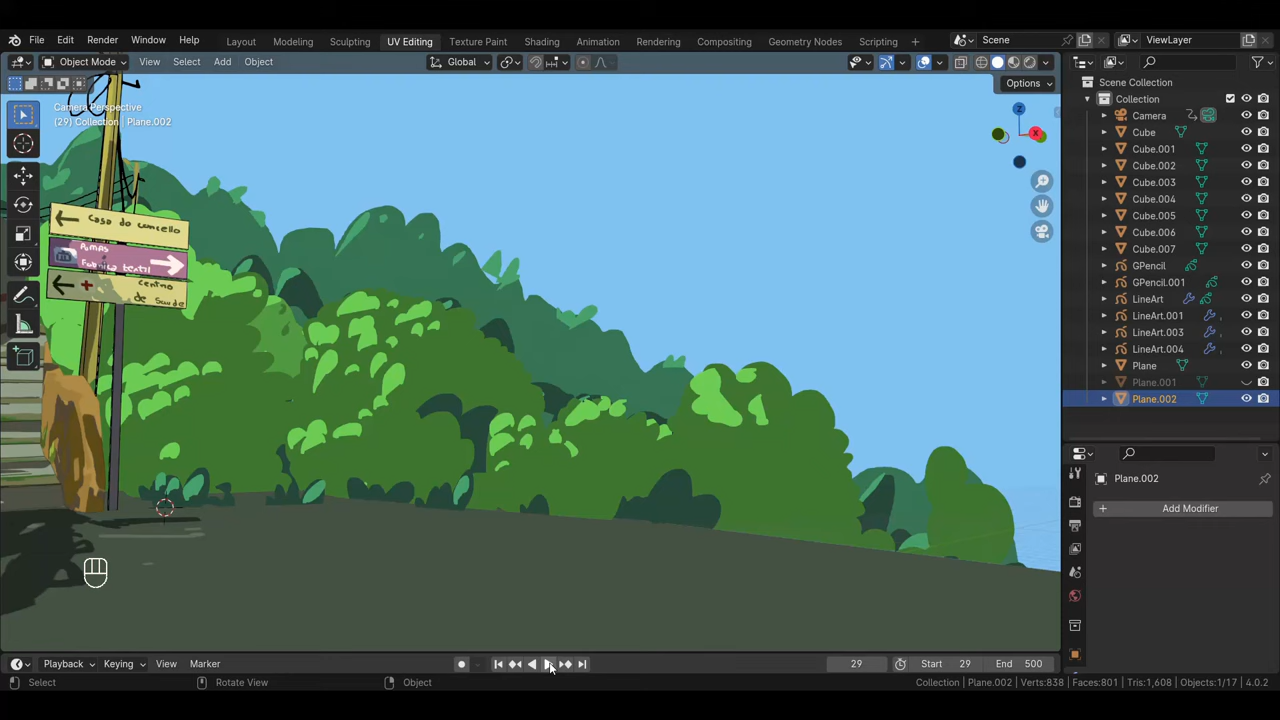 File Edit Render Window Help
Layout Modeling Sculpting UV Editing Texture Paint Shading Animation Rendering Compositing Geometry Nodes Scripting +
Scene
ViewLayer
Object Mode View Select Add Object
Global
Options
Camera Perspective
(29) Collection | Plane.002
Z
X
Casa do concello
Fabrica textil
Centro
de Saude
Scene Collection
Collection
Camera
Cube
Cube.001
Cube.002
Cube.003
Cube.004
Cube.005
Cube.006
Cube.007
GPencil
GPencil.001
LineArt
LineArt.001
LineArt.003
LineArt.004
Plane
Plane.001
Plane.002
Plane.002
+ Add Modifier
Playback Keying View Marker
29
Start 29
End 500
Select
Rotate View
Object
Collection | Plane.002 | Verts:838 | Faces:801 | Tris:1,608 | Objects:1/17 | 4.0.2